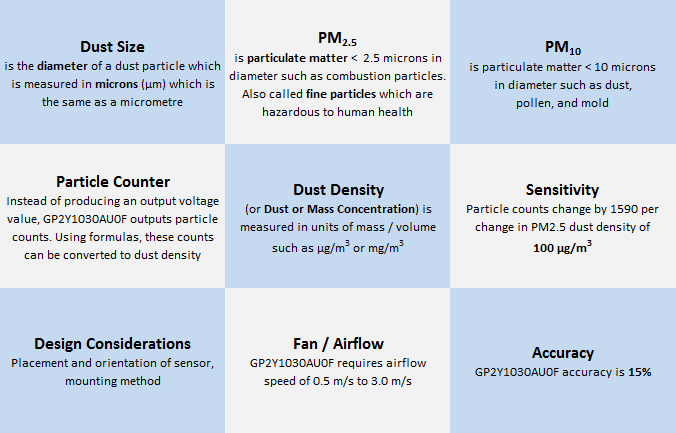 Dust Size
is the diameter of a dust particle which
is measured in microns (µm) which is
the same as a micrometre
PM2.5
is particulate matter < 2.5 microns in
diameter such as combustion particles.
Also called fine particles which are
hazardous to human health
PM10
is particulate matter < 10 microns
in diameter such as dust,
pollen, and mold
Particle Counter
Instead of producing an output voltage
value, GP2Y1030AU0F outputs particle
counts. Using formulas, these counts
can be converted to dust density
Dust Density
(or Dust or Mass Concentration) is
measured in units of mass / volume
such as µg/m³ or mg/m³
Sensitivity
Particle counts change by 1590 per
change in PM2.5 dust density of
100 µg/m³
Design Considerations
Placement and orientation of sensor,
mounting method
Fan / Airflow
GP2Y1030AU0F requires airflow
speed of 0.5 m/s to 3.0 m/s
Accuracy
GP2Y1030AU0F accuracy is 15%